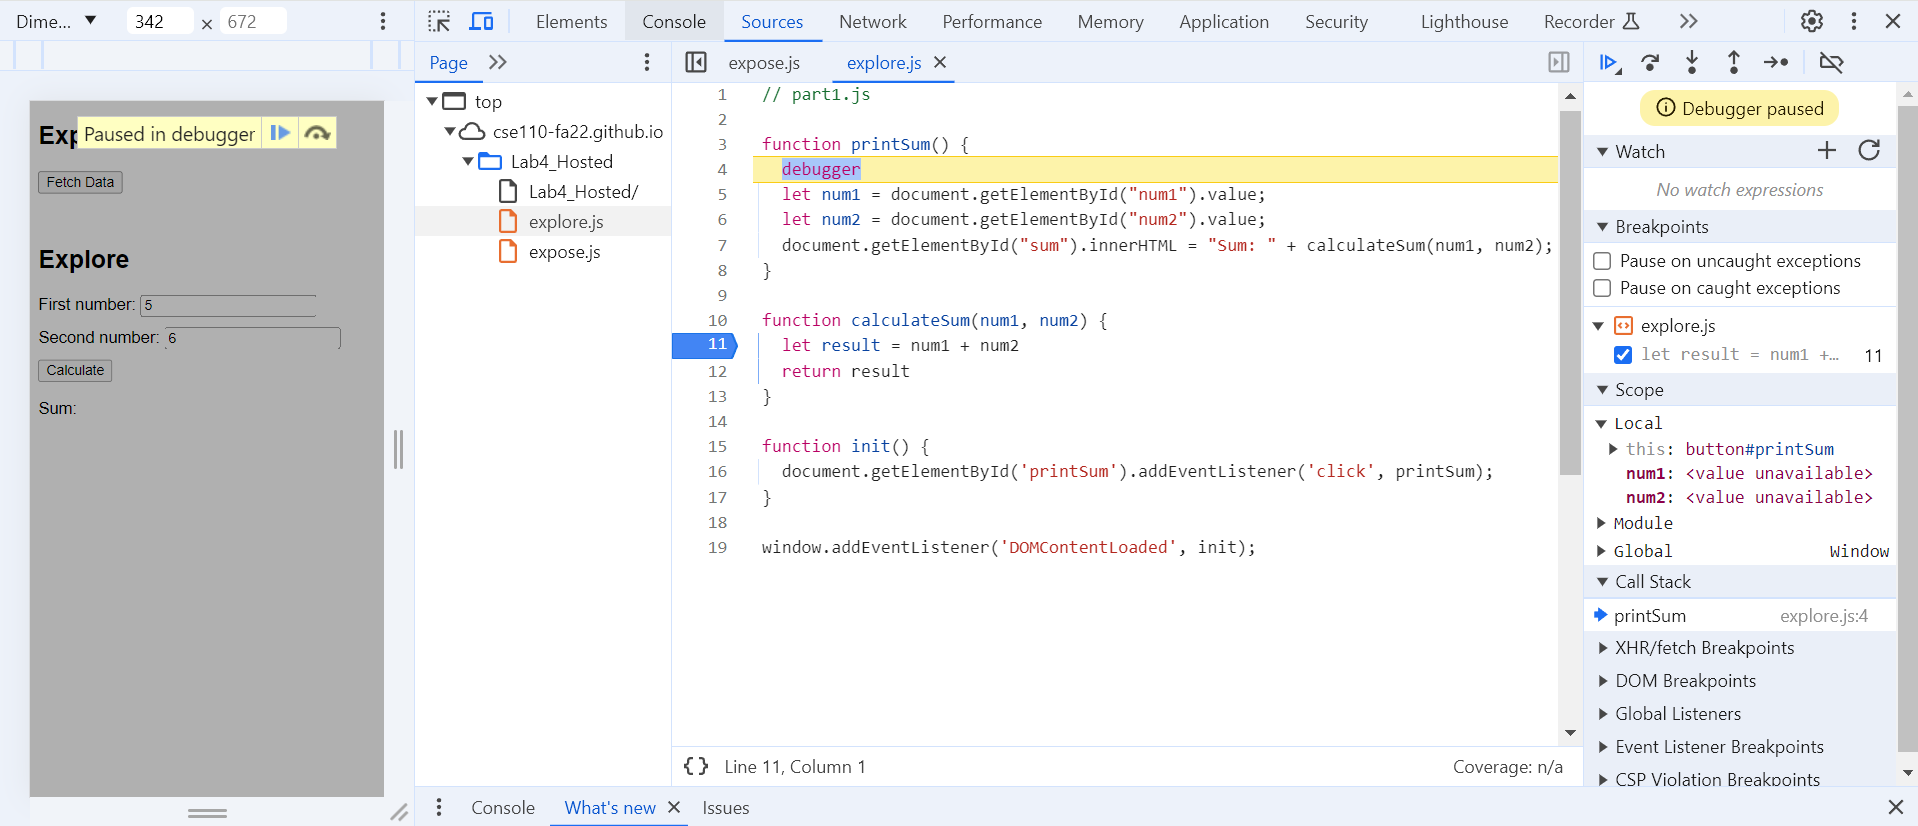 Dime... 342 × 672
Elements Console Sources Network Performance Memory Application Security Lighthouse Recorder
Page
expose.js explore.js
Exp
Paused in debugger
Fetch Data
Explore
First number: 5
Second number: 6
Calculate
Sum:
top
cse110-fa22.github.io
Lab4_Hosted
Lab4_Hosted/
explore.js
expose.js
1 // part1.js
2
3 function printSum() {
4 debugger
5 let num1 = document.getElementById("num1").value;
6 let num2 = document.getElementById("num2").value;
7 document.getElementById("sum").innerHTML = "Sum: " + calculateSum(num1, num2);
8 }
9
10 function calculateSum(num1, num2) {
11 let result = num1 + num2
12 return result
13 }
14
15 function init() {
16 document.getElementById('printSum').addEventListener('click', printSum);
17 }
18
19 window.addEventListener('DOMContentLoaded', init);
{} Line 11, Column 1 Coverage: n/a
Debugger paused
Watch
No watch expressions
Breakpoints
Pause on uncaught exceptions
Pause on caught exceptions
explore.js
let result = num1 +… 11
Scope
Local
this: button#printSum
num1: <value unavailable>
num2: <value unavailable>
Module
Global Window
Call Stack
printSum explore.js:4
XHR/fetch Breakpoints
DOM Breakpoints
Global Listeners
Event Listener Breakpoints
CSP Violation Breakpoints
Console What's new Issues